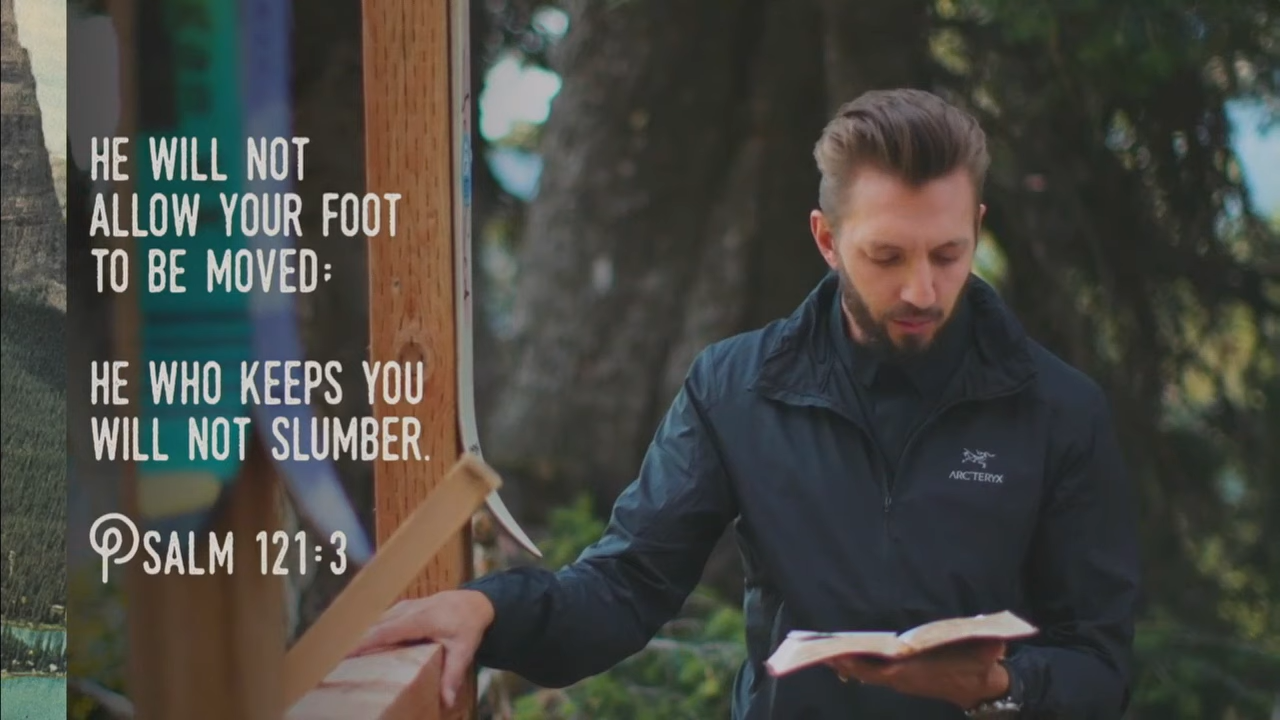 HE WILL NOT
ALLOW YOUR FOOT
TO BE MOVED;
HE WHO KEEPS YOU
WILL NOT SLUMBER.
PSALM 121:3
ARC'TERYX